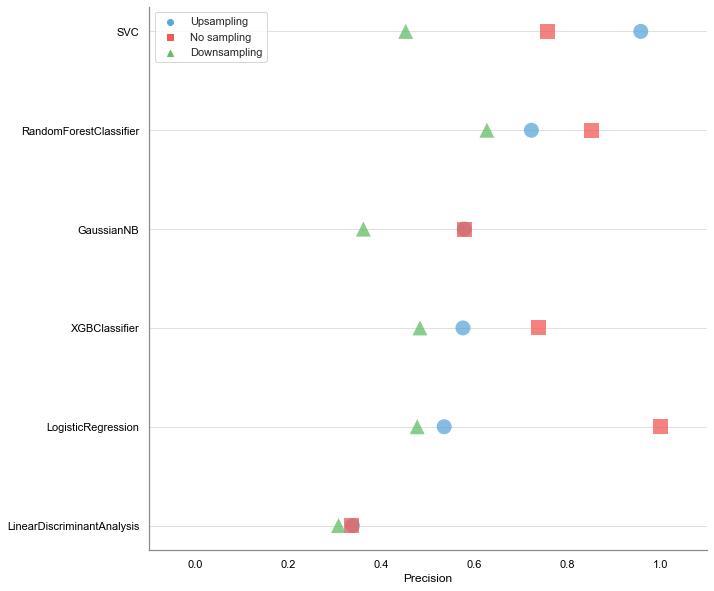 Upsampling
No sampling
Downsampling
SVC
RandomForestClassifier
GaussianNB
XGBClassifier
LogisticRegression
LinearDiscriminantAnalysis
0.0 0.2 0.4 0.6 0.8 1.0
Precision